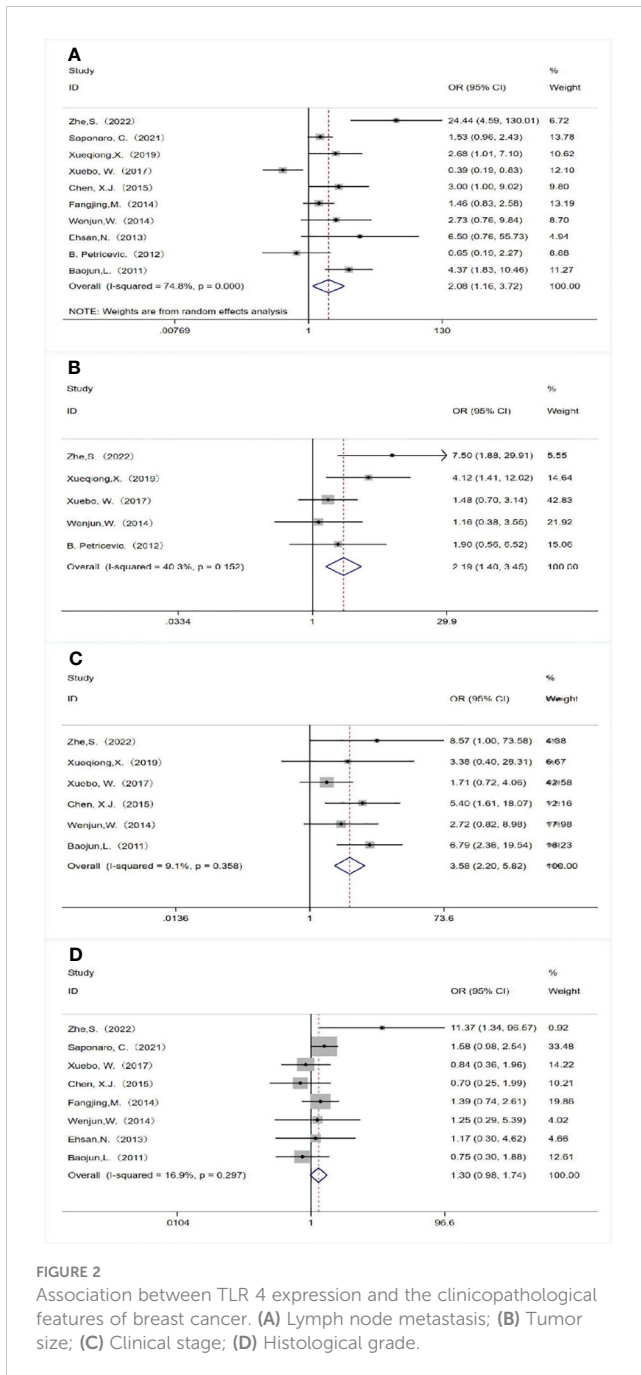 A
Study %
ID OR (95% CI) Weight
Zhe,S. (2022) 24.44 (4.59, 130.01) 6.72
Saponaro, C. (2021) 1.53 (0.96, 2.43) 13.78
Xueqiong,X. (2019) 2.68 (1.01, 7.10) 10.62
Xuebo, W. (2017) 0.39 (0.19, 0.83) 12.10
Chen, X.J. (2015) 3.00 (1.00, 9.02) 9.80
Fangjing,M. (2014) 1.46 (0.83, 2.58) 13.19
Wenjun,W. (2014) 2.73 (0.76, 9.84) 8.70
Ehsan,N. (2013) 6.50 (0.76, 55.73) 4.94
B. Petricevic. (2012) 0.65 (0.19, 2.27) 8.88
Baojun,L. (2011) 4.37 (1.83, 10.46) 11.27
Overall (I-squared = 74.8%, p = 0.000) 2.08 (1.16, 3.72) 100.00
NOTE: Weights are from random effects analysis
.00769 1 130
B
Study %
ID OR (95% CI) Weight
Zhe,S. (2022) 7.50 (1.88, 29.91) 5.55
Xueqiong,X. (2019) 4.12 (1.41, 12.02) 14.64
Xuebo, W. (2017) 1.48 (0.70, 3.14) 42.83
Wenjun,W. (2014) 1.16 (0.38, 3.55) 21.92
B. Petricevic. (2012) 1.90 (0.56, 6.52) 15.06
Overall (I-squared = 40.3%, p = 0.152) 2.19 (1.40, 3.45) 100.00
.0334 1 29.9
C
Study %
ID OR (95% CI) Weight
Zhe,S. (2022) 8.57 (1.00, 73.58) 4.38
Xueqiong,X. (2019) 3.38 (0.40, 28.31) 6.67
Xuebo, W. (2017) 1.71 (0.72, 4.06) 42.58
Chen, X.J. (2015) 5.40 (1.61, 18.07) 12.16
Wenjun,W. (2014) 2.72 (0.82, 8.98) 17.98
Baojun,L. (2011) 6.79 (2.36, 19.54) 16.23
Overall (I-squared = 9.1%, p = 0.358) 3.58 (2.20, 5.82) 100.00
.0136 1 73.6
D
Study %
ID OR (95% CI) Weight
Zhe,S. (2022) 11.37 (1.34, 96.57) 0.92
Saponaro, C. (2021) 1.58 (0.98, 2.54) 33.48
Xuebo, W. (2017) 0.84 (0.36, 1.96) 14.22
Chen, X.J. (2015) 0.70 (0.25, 1.99) 10.21
Fangjing,M. (2014) 1.39 (0.74, 2.61) 19.88
Wenjun,W. (2014) 1.25 (0.29, 5.39) 4.02
Ehsan,N. (2013) 1.17 (0.30, 4.62) 4.66
Baojun,L. (2011) 0.75 (0.30, 1.88) 12.61
Overall (I-squared = 16.9%, p = 0.297) 1.30 (0.98, 1.74) 100.00
.0104 1 96.6
FIGURE 2
Association between TLR 4 expression and the clinicopathological
features of breast cancer. (A) Lymph node metastasis; (B) Tumor
size; (C) Clinical stage; (D) Histological grade.